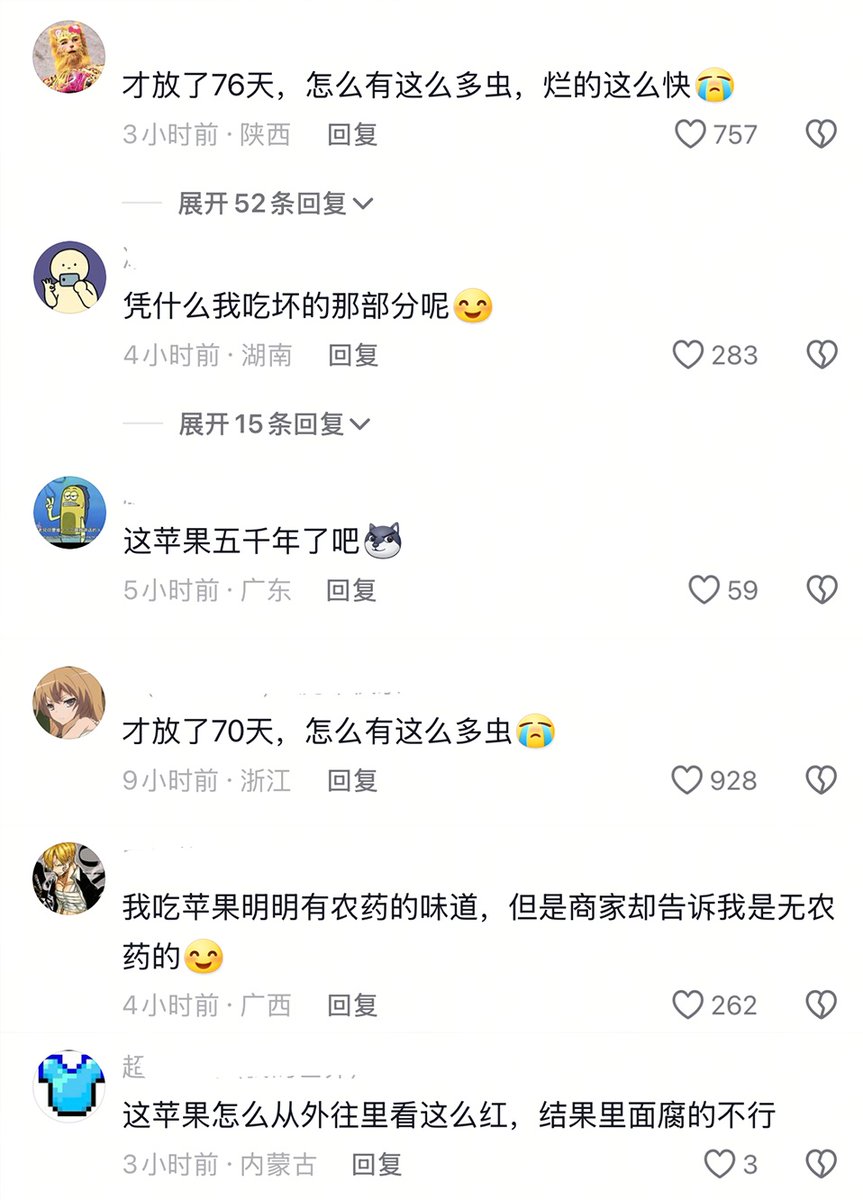 才放了76天，怎么有这么多虫，烂的这么快😭
3小时前·陕西 回复
757
展开52条回复
凭什么我吃坏的那部分呢😊
4小时前·湖南 回复
283
展开15条回复
这苹果五千年了吧
5小时前·广东 回复
59
才放了70天，怎么有这么多虫😭
9小时前·浙江 回复
928
我吃苹果明明有农药的味道，但是商家却告诉我是无农
药的😊
4小时前·广西 回复
262
这苹果怎么从外往里看这么红，结果里面腐的不行
3小时前·内蒙古 回复
3